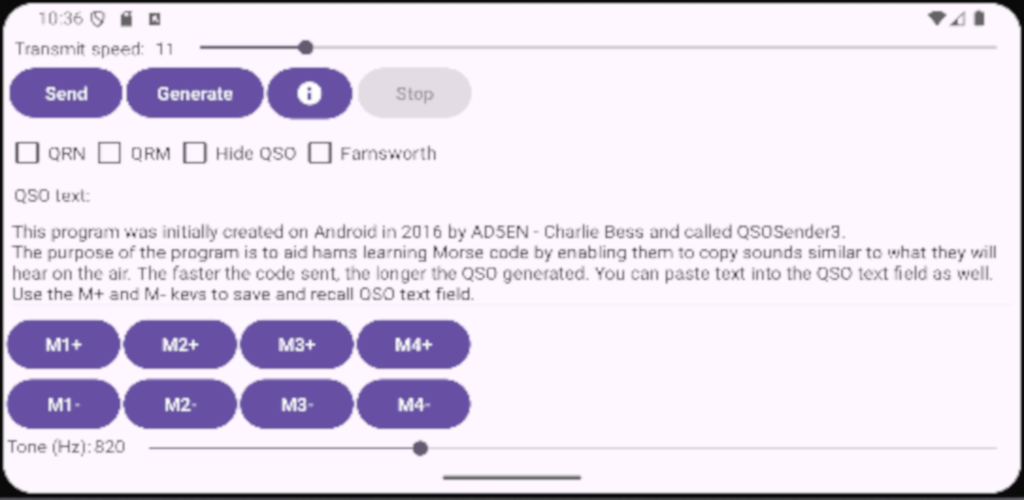 10:36
Transmit speed: 11
Send Generate Stop
QRN QRM Hide QSO Farnsworth
QSO text:
This program was initially created on Android in 2016 by AD5EN - Charlie Bess and called QSOSender3.
The purpose of the program is to aid hams learning Morse code by enabling them to copy sounds similar to what they will
hear on the air. The faster the code sent, the longer the QSO generated. You can paste text into the QSO text field as well.
Use the M+ and M- keys to save and recall QSO text field.
M1+ M2+ M3+ M4+
M1- M2- M3- M4-
Tone (Hz): 820